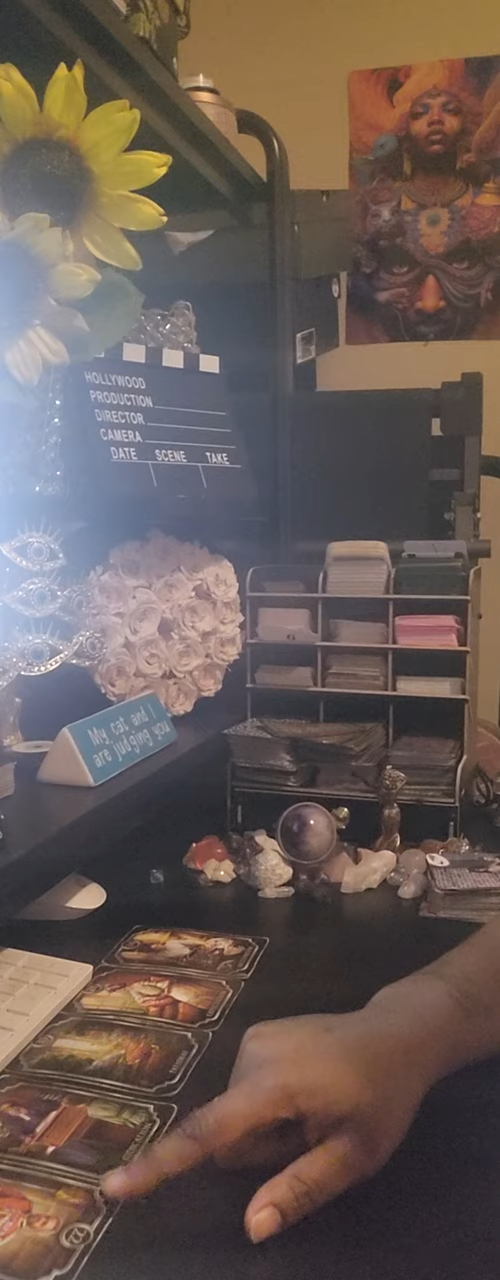 HOLLYWOOD
PRODUCTION
DIRECTOR
CAMERA
DATE SCENE TAKE
My cat and
are judging you